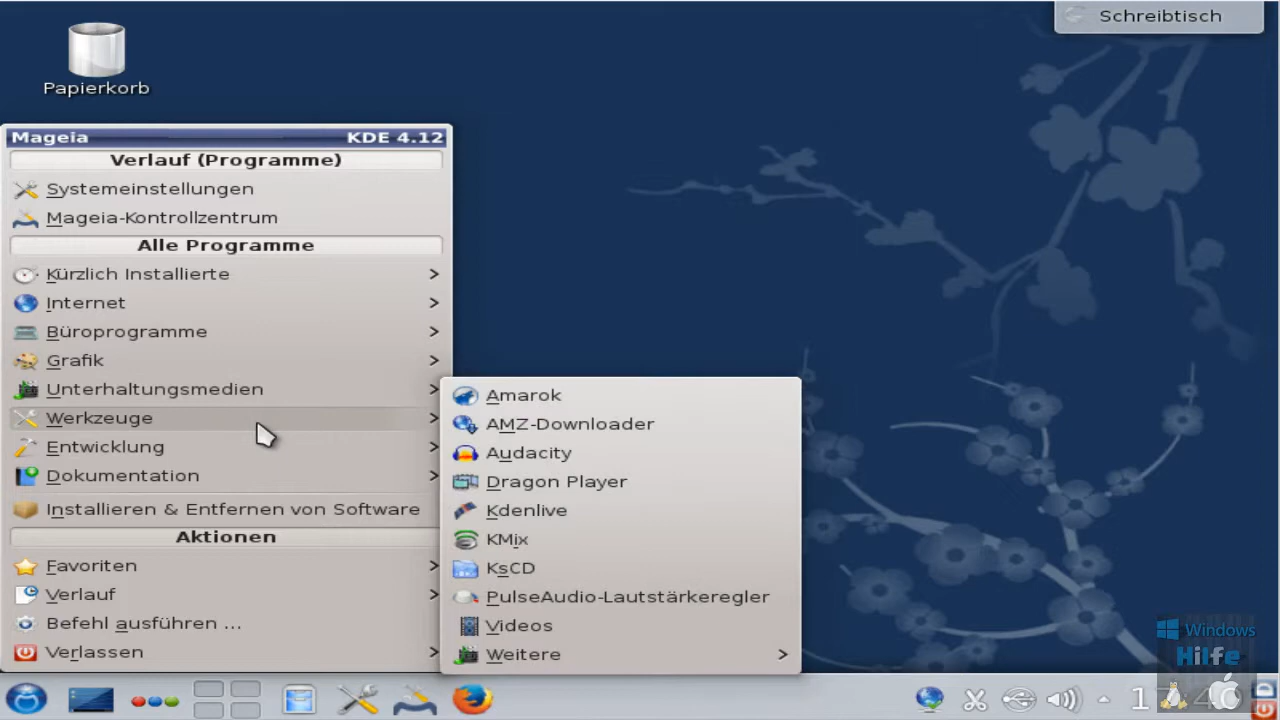 Schreibtisch
Papierkorb
Mageia KDE 4.12
Verlauf (Programme)
Systemeinstellungen
Mageia-Kontrollzentrum
Alle Programme
Kürzlich Installierte
Internet
Büroprogramme
Grafik
Unterhaltungsmedien
Werkzeuge
Entwicklung
Dokumentation
Installieren & Entfernen von Software
Aktionen
Favoriten
Verlauf
Befehl ausführen ...
Verlassen
Amarok
AMZ-Downloader
Audacity
Dragon Player
Kdenlive
KMix
KsCD
PulseAudio-Lautstärkeregler
Videos
Weitere
Windows
Hilfe